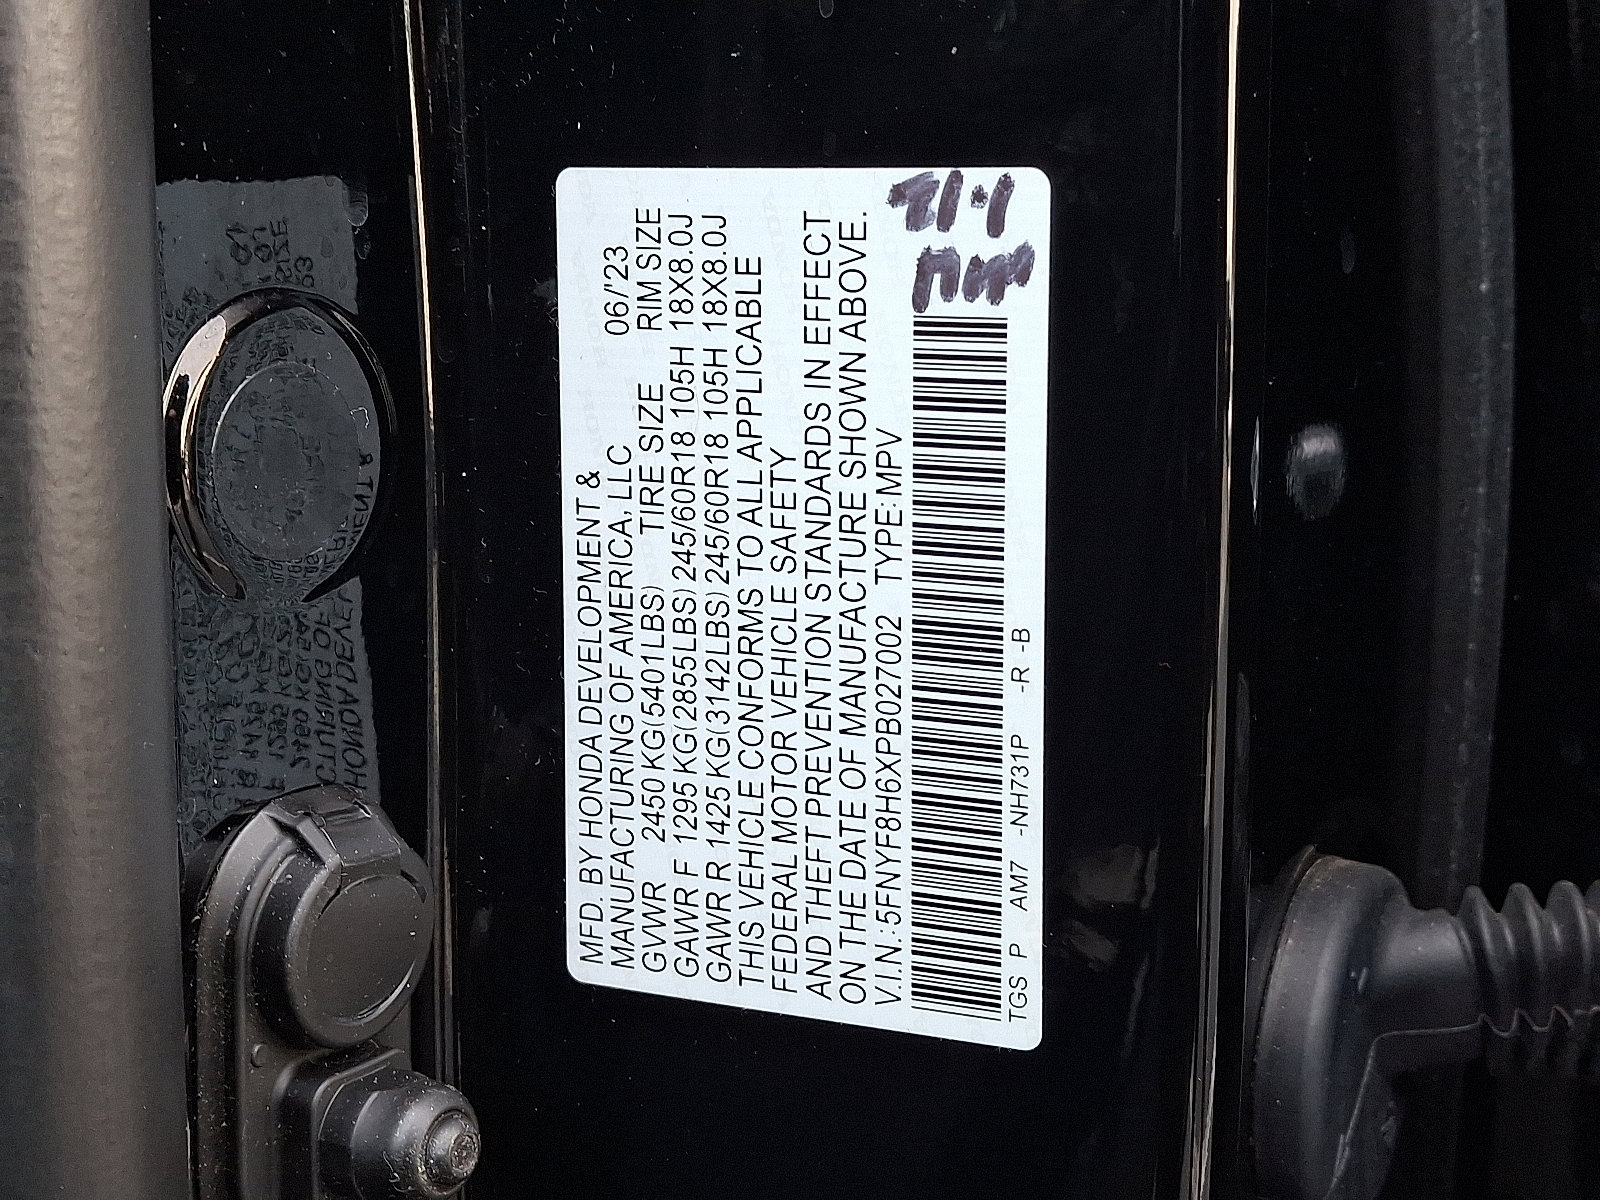 MFD. BY HONDA DEVELOPMENT &
MANUFACTURING OF AMERICA, LLC 06/'23
GVWR 2450 KG(5401LBS) TIRE SIZE RIM SIZE
GAWR F 1295 KG(2855LBS) 245/60R18 105H 18X8.0J
GAWR R 1425 KG(3142LBS) 245/60R18 105H 18X8.0J
THIS VEHICLE CONFORMS TO ALL APPLICABLE
FEDERAL MOTOR VEHICLE SAFETY
AND THEFT PREVENTION STANDARDS IN EFFECT
ON THE DATE OF MANUFACTURE SHOWN ABOVE.
V.I.N.:5FNYF8H6XPB027002 TYPE:MPV
TGS P AM7 -NH731P -R -B